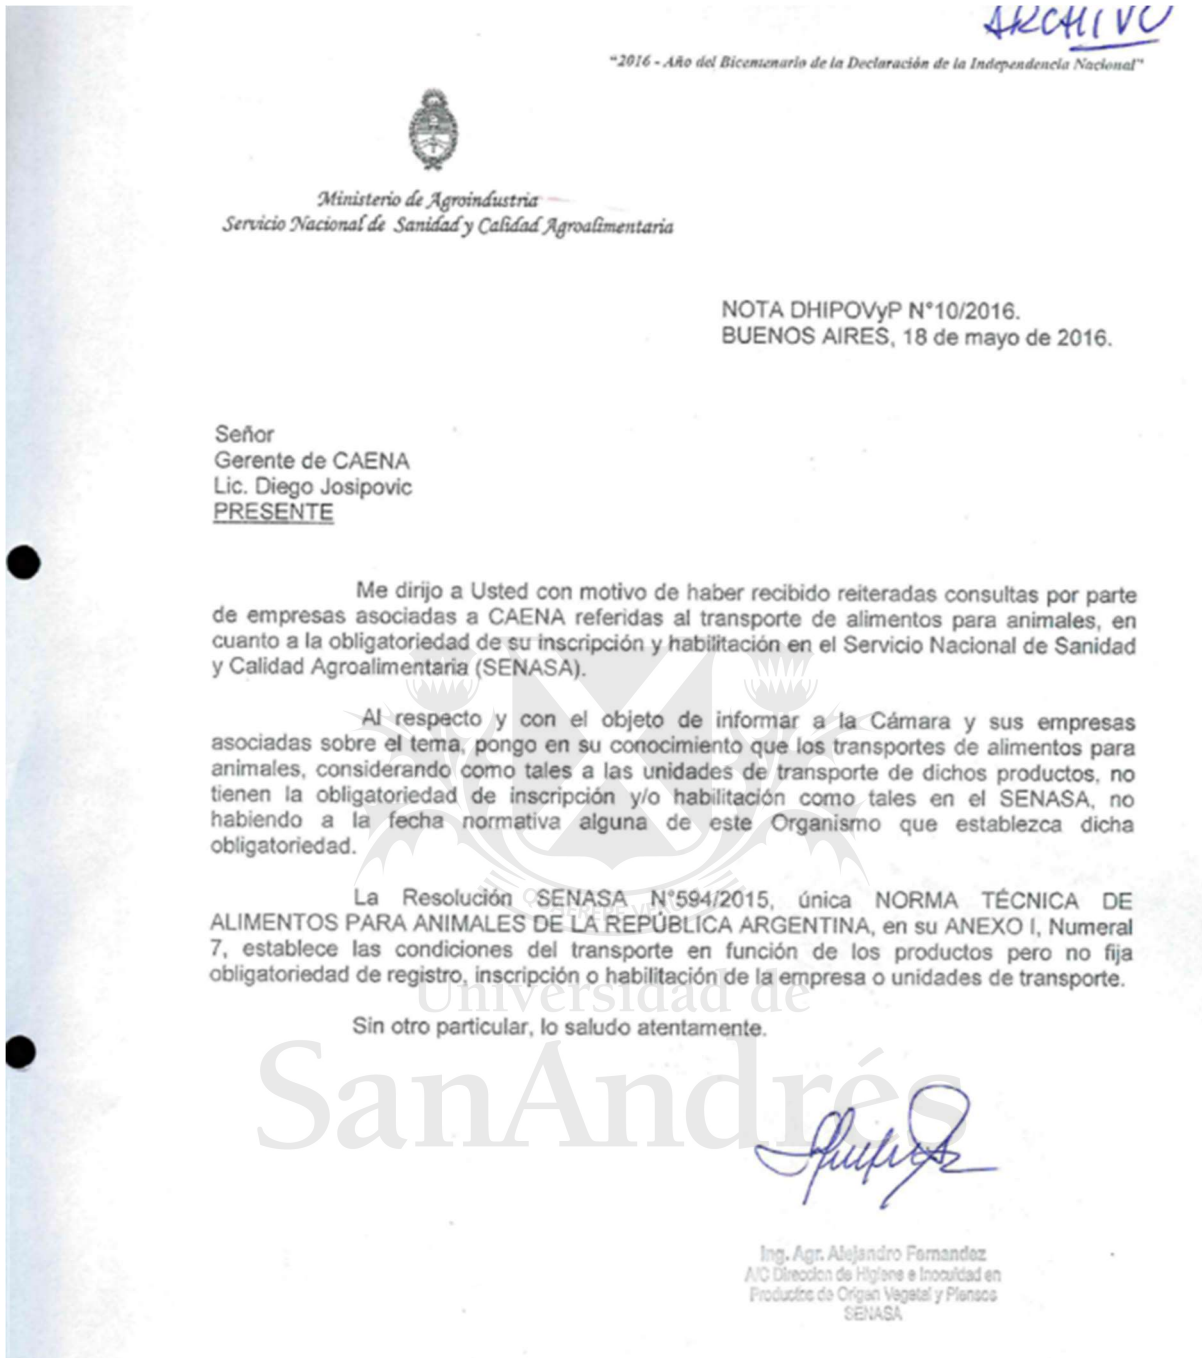 ARCHIVO
"2016 - Año del Bicentenario de la Declaración de la Independencia Nacional"
Ministerio de Agroindustria
Servicio Nacional de Sanidad y Calidad Agroalimentaria
NOTA DHIPOVyP N°10/2016.
BUENOS AIRES, 18 de mayo de 2016.
Señor
Gerente de CAENA
Lic. Diego Josipovic
PRESENTE
Me dirijo a Usted con motivo de haber recibido reiteradas consultas por parte
de empresas asociadas a CAENA referidas al transporte de alimentos para animales, en
cuanto a la obligatoriedad de su inscripción y habilitación en el Servicio Nacional de Sanidad
y Calidad Agroalimentaria (SENASA).
Al respecto y con el objeto de informar a la Cámara y sus empresas
asociadas sobre el tema, pongo en su conocimiento que los transportes de alimentos para
animales, considerando como tales a las unidades de transporte de dichos productos, no
tienen la obligatoriedad de inscripción y/o habilitación como tales en el SENASA, no
habiendo a la fecha normativa alguna de este Organismo que establezca dicha
obligatoriedad.
La Resolución SENASA N°594/2015, única NORMA TÉCNICA DE
ALIMENTOS PARA ANIMALES DE LA REPÚBLICA ARGENTINA, en su ANEXO I, Numeral
7, establece las condiciones del transporte en función de los productos pero no fija
obligatoriedad de registro, inscripción o habilitación de la empresa o unidades de transporte.
Universidad de
Sin otro particular, lo saludo atentamente.
SanAndrés
Ing. Agr. Alejandro Fernandez
A/C Direccion de Higiene e Inocuidad en
Productos de Origen Vegetal y Piensos
SENASA